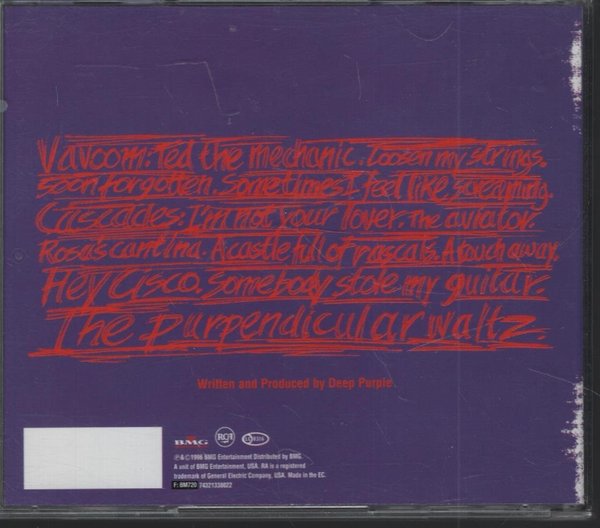 Vavoom: Ted the mechanic. Loosen my strings.
Soon forgotten. Sometimes I feel like screaming.
Cascades: I'm not your lover. The aviator.
Rosa's cantina. A castle full of rascals. A touch away.
Hey Cisco. Somebody stole my guitar.
The purpendicular waltz.
Written and Produced by Deep Purple.
BMG
℗&©1996 BMG Entertainment Distributed by BMG.
A unit of BMG Entertainment, USA. RA is a registered
trademark of General Electric Company, USA. Made in the EC.
F: BM720 74321338022